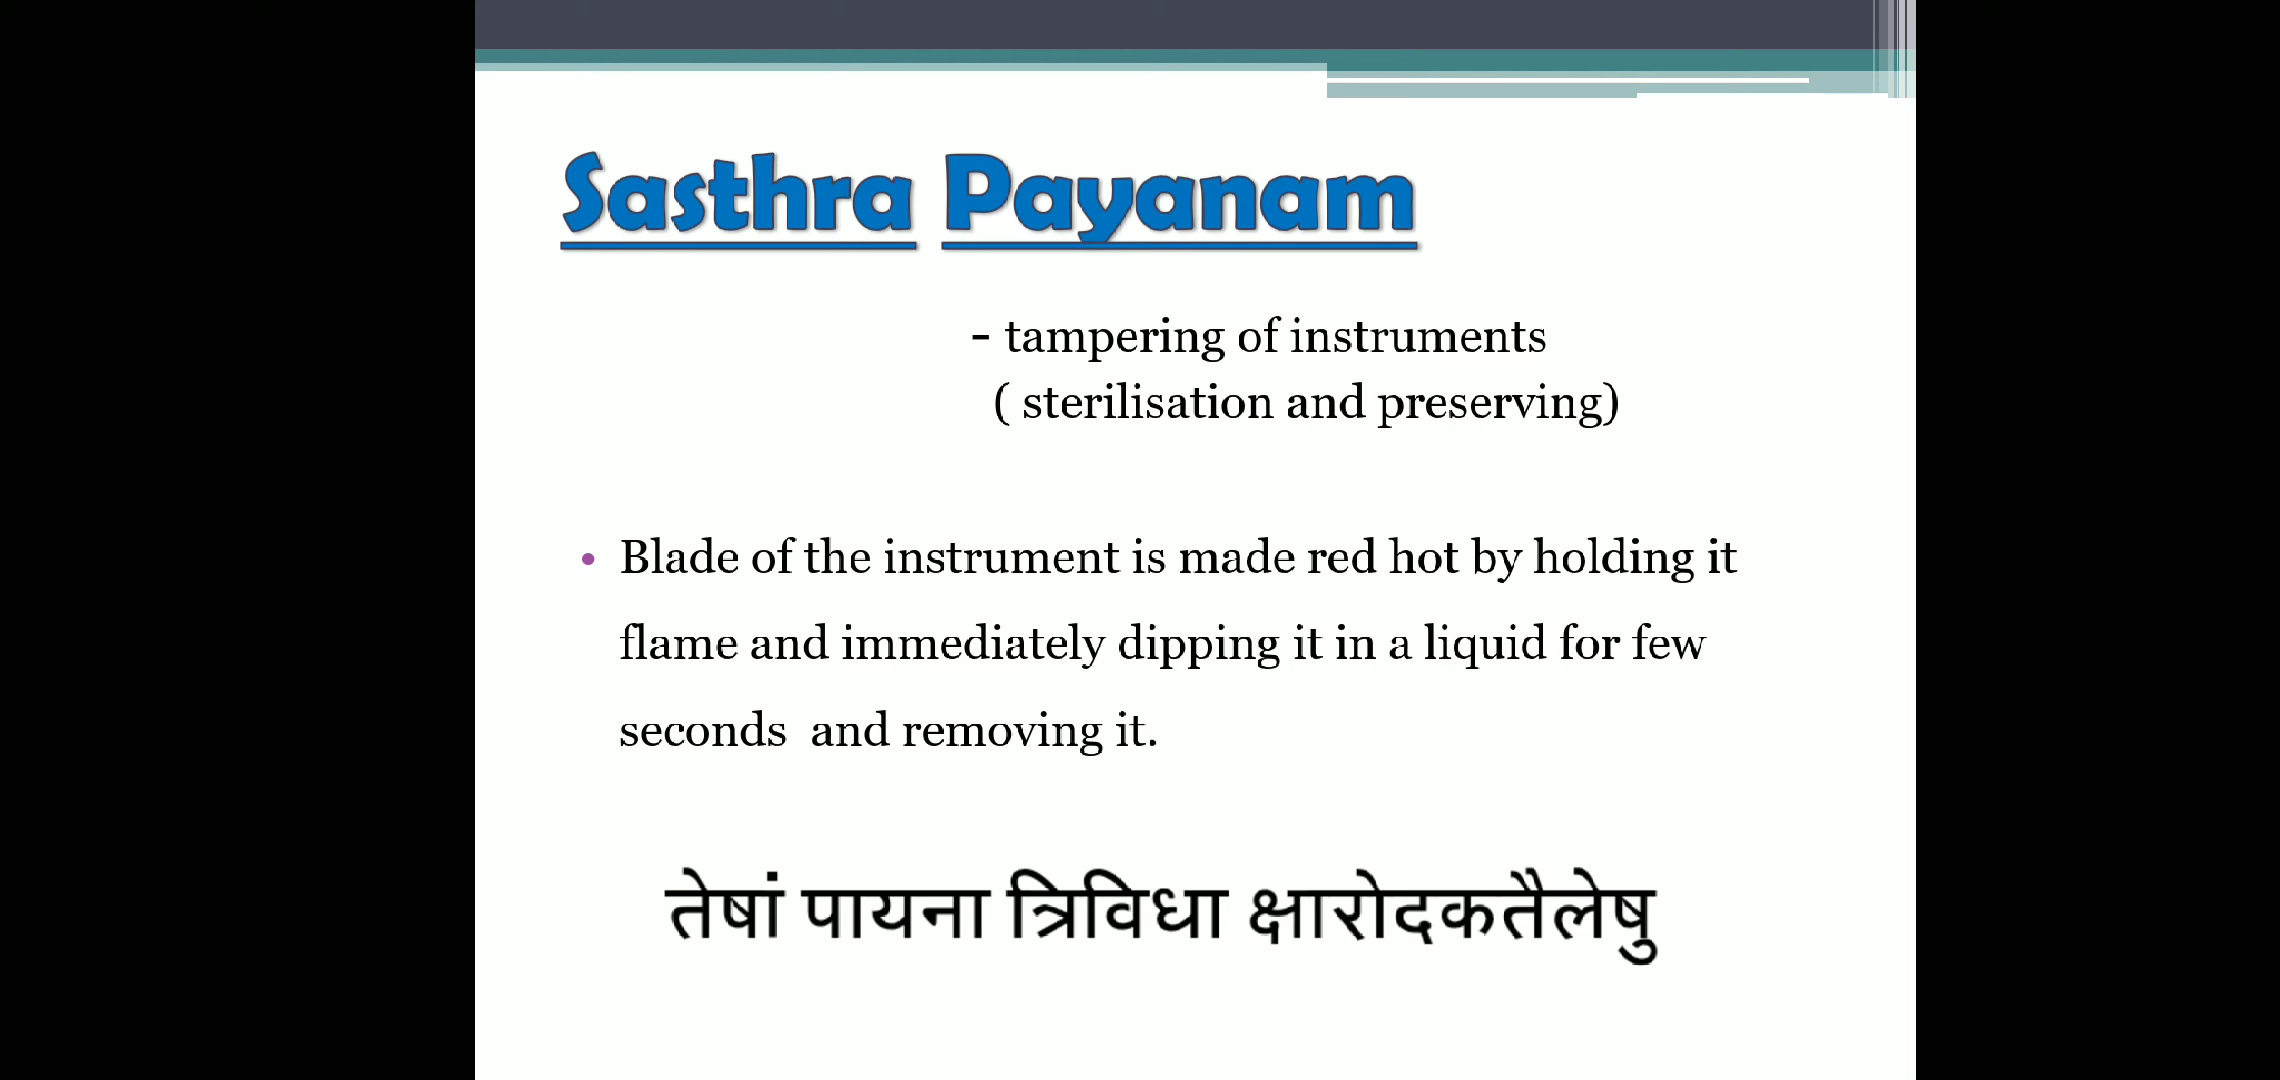 Sasthra Payanam
- tampering of instruments
( sterilisation and preserving)
• Blade of the instrument is made red hot by holding it
flame and immediately dipping it in a liquid for few
seconds  and removing it.
तेषां पायना त्रिविधा क्षारोदकतैलेषु